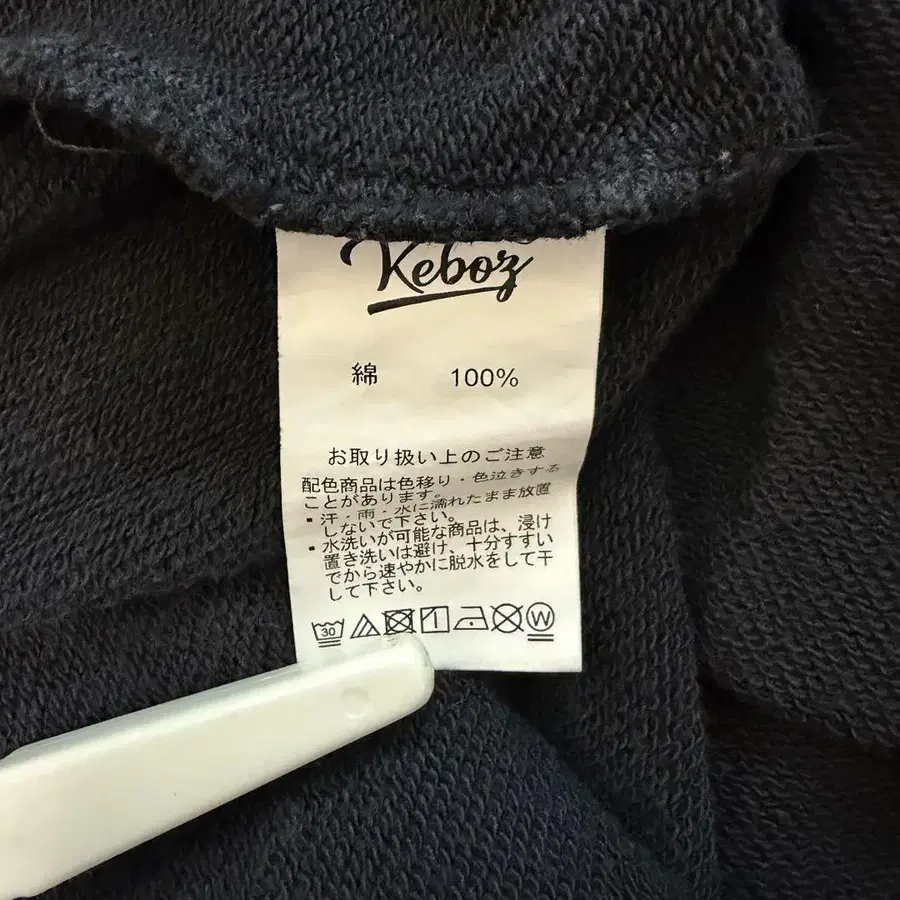 Keboz
綿 100%
お取り扱い上のご注意
配色商品は色移り・色泣きする
ことがあります。
・汗・雨・水に濡れたまま放置
しないで下さい。
・水洗いが可能な商品は、浸け
置き洗いは避け、十分すすい
でから速やかに脱水をして干
して下さい。
30 W